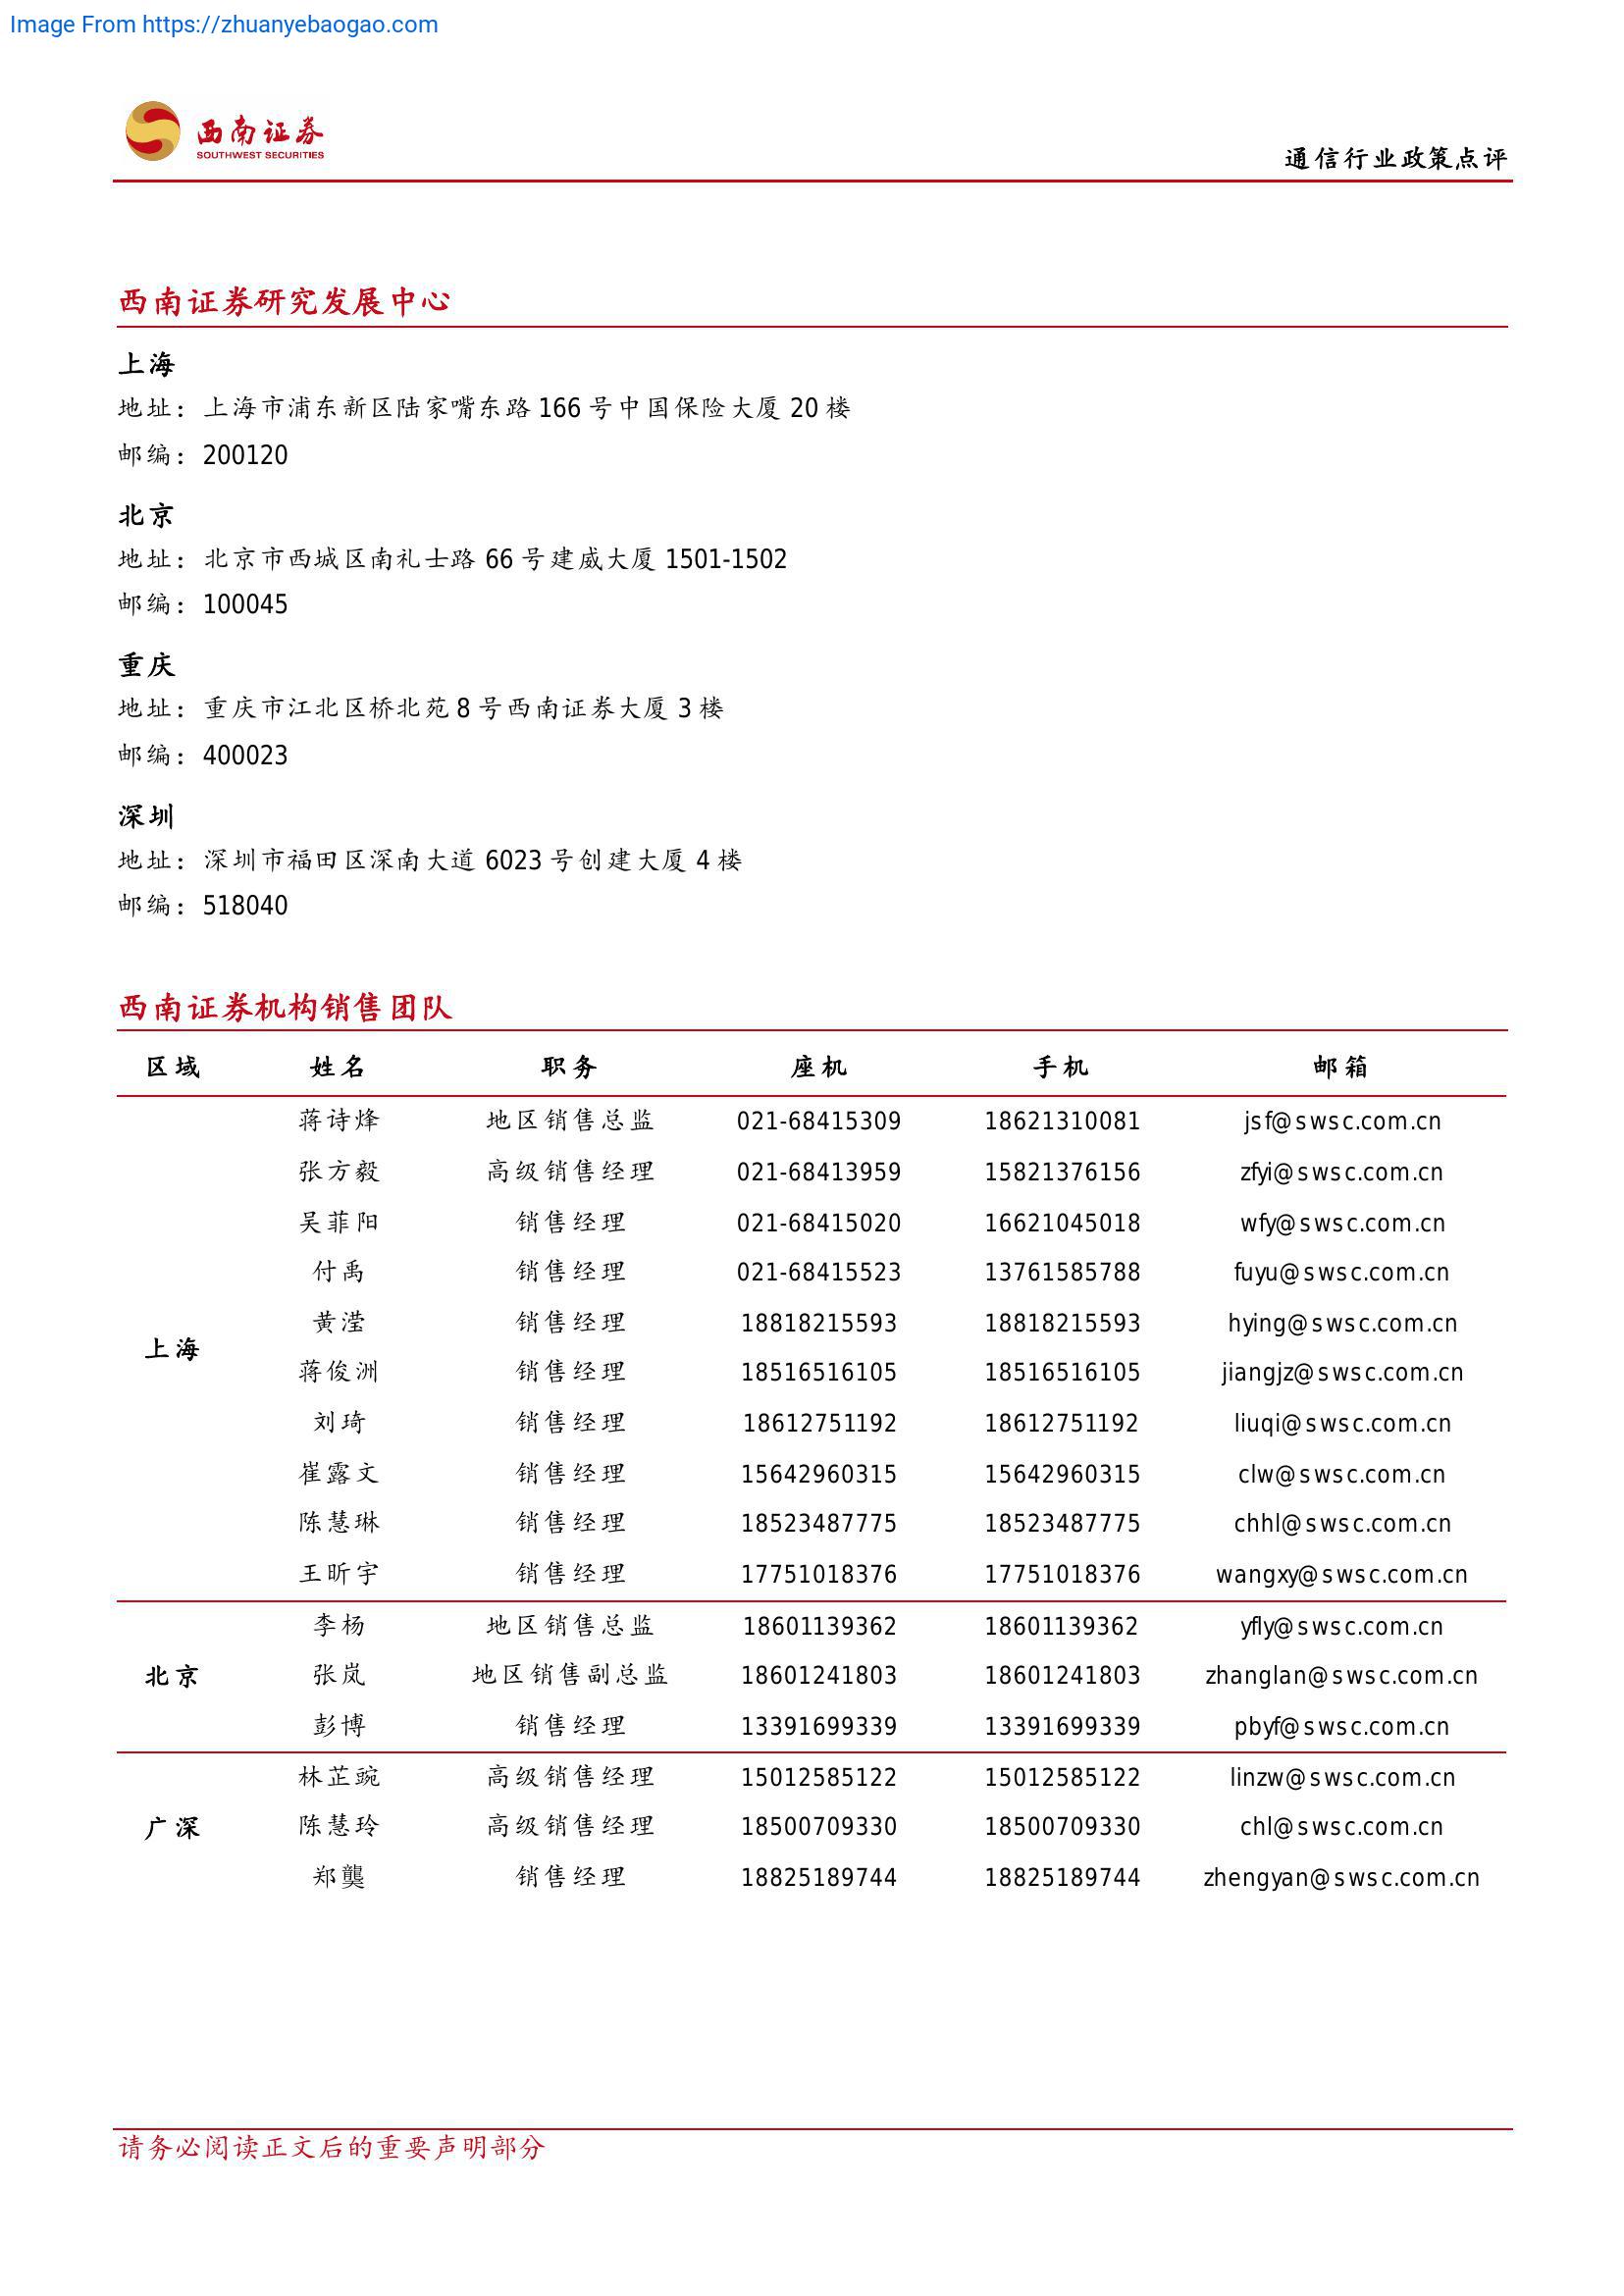 Image From https://zhuanyebaogao.com
西南证券
SOUTHWEST SECURITIES
通信行业政策点评
西南证券研究发展中心
上海
地址：上海市浦东新区陆家嘴东路 166 号中国保险大厦 20 楼
邮编：200120
北京
地址：北京市西城区南礼士路 66 号建威大厦 1501-1502
邮编：100045
重庆
地址：重庆市江北区桥北苑 8 号西南证券大厦 3 楼
邮编：400023
深圳
地址：深圳市福田区深南大道 6023 号创建大厦 4 楼
邮编：518040
西南证券机构销售团队
区域 姓名 职务 座机 手机 邮箱
蒋诗烽 地区销售总监 021-68415309 18621310081 jsf@swsc.com.cn
张方毅 高级销售经理 021-68413959 15821376156 zfyi@swsc.com.cn
吴菲阳 销售经理 021-68415020 16621045018 wfy@swsc.com.cn
付禹 销售经理 021-68415523 13761585788 fuyu@swsc.com.cn
黄滢 销售经理 18818215593 18818215593 hying@swsc.com.cn
上海
蒋俊洲 销售经理 18516516105 18516516105 jiangjz@swsc.com.cn
刘琦 销售经理 18612751192 18612751192 liuqi@swsc.com.cn
崔露文 销售经理 15642960315 15642960315 clw@swsc.com.cn
陈慧琳 销售经理 18523487775 18523487775 chhl@swsc.com.cn
王昕宇 销售经理 17751018376 17751018376 wangxy@swsc.com.cn
李杨 地区销售总监 18601139362 18601139362 yfly@swsc.com.cn
北京 张岚 地区销售副总监 18601241803 18601241803 zhanglan@swsc.com.cn
彭博 销售经理 13391699339 13391699339 pbyf@swsc.com.cn
林芷豌 高级销售经理 15012585122 15012585122 linzw@swsc.com.cn
广深 陈慧玲 高级销售经理 18500709330 18500709330 chl@swsc.com.cn
郑龑 销售经理 18825189744 18825189744 zhengyan@swsc.com.cn
请务必阅读正文后的重要声明部分